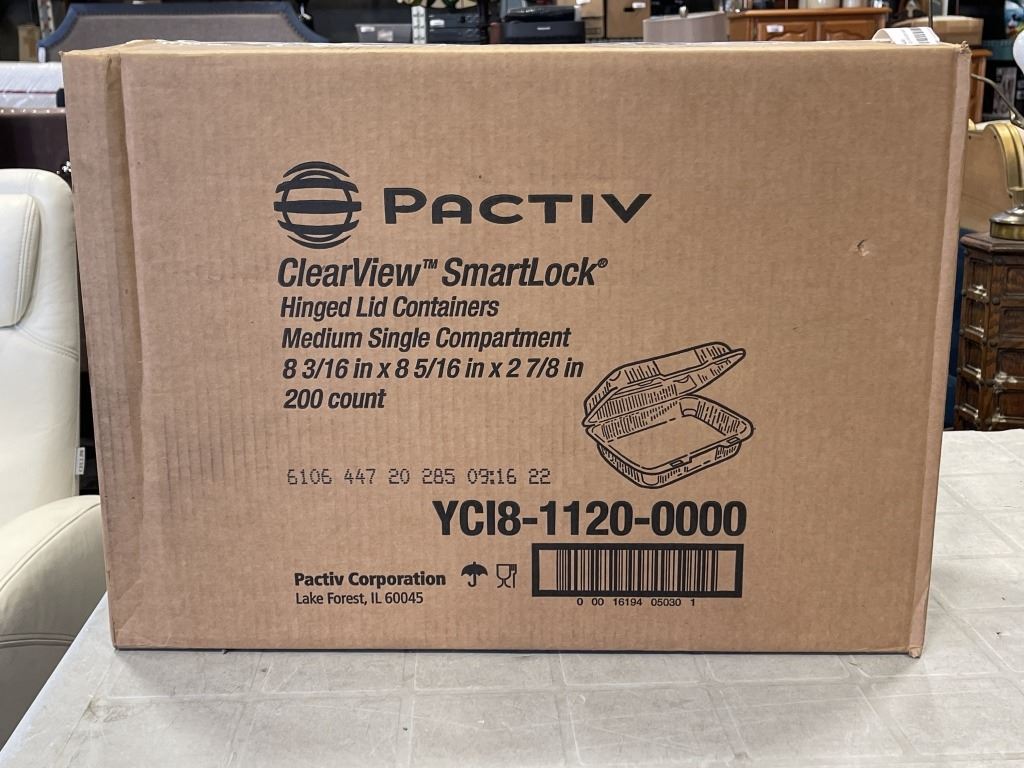 PACTIV
ClearView™ SmartLock®
Hinged Lid Containers
Medium Single Compartment
8 3/16 in x 8 5/16 in x 2 7/8 in
200 count
6106 447 20 285 09:16 22
YCI8-1120-0000
Pactiv Corporation
Lake Forest, IL 60045
0 00 16194 05030 1